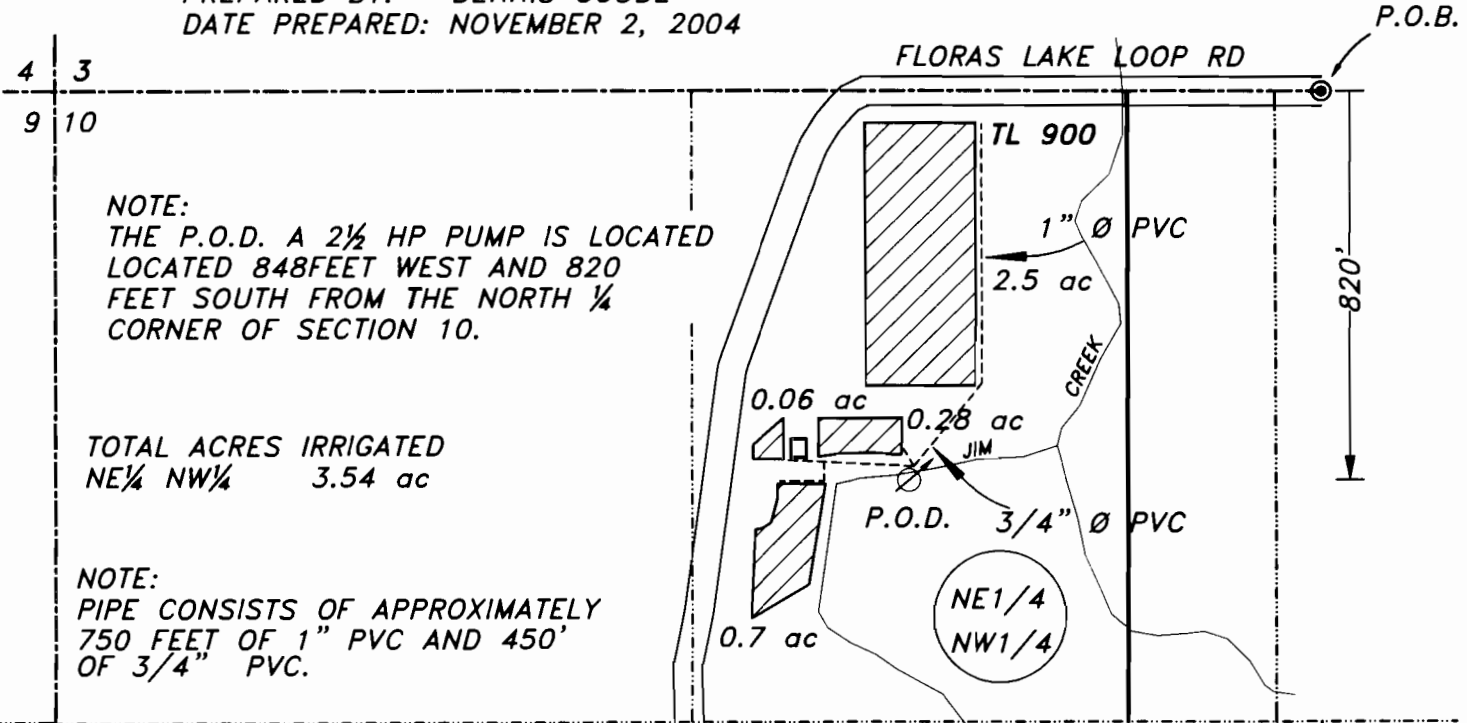 DATE PREPARED: NOVEMBER 2, 2004
P.O.B.
FLORAS LAKE LOOP RD
4 3
9 10
TL 900
NOTE:
THE P.O.D. A 2½ HP PUMP IS LOCATED
LOCATED 848FEET WEST AND 820
FEET SOUTH FROM THE NORTH ¼
CORNER OF SECTION 10.
1" Ø PVC
2.5 ac
820'
CREEK
0.06 ac
0.28 ac
JIM
TOTAL ACRES IRRIGATED
NE¼ NW¼ 3.54 ac
P.O.D.
3/4" Ø PVC
NOTE:
PIPE CONSISTS OF APPROXIMATELY
750 FEET OF 1" PVC AND 450'
OF 3/4" PVC.
0.7 ac
NE1/4
NW1/4